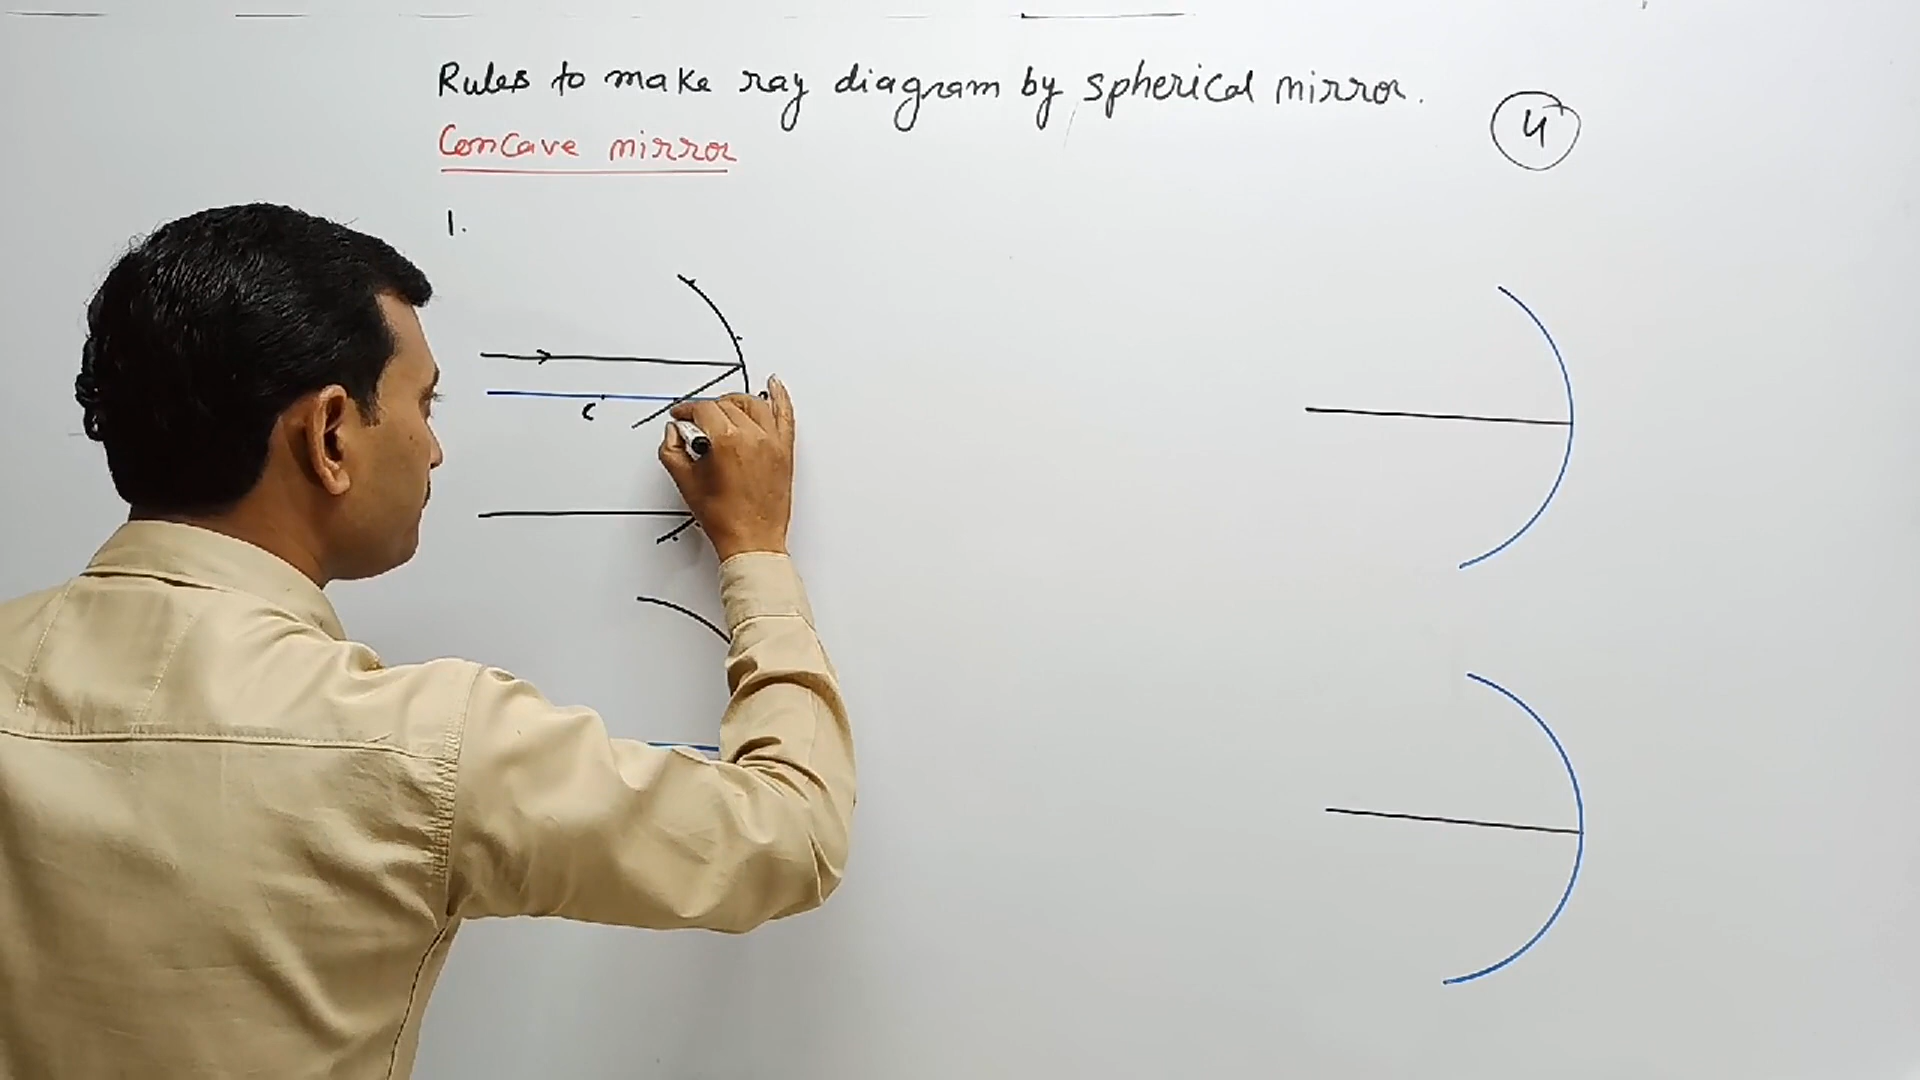 Rules to make ray diagram by spherical mirror.
4
Concave mirror
1.
C